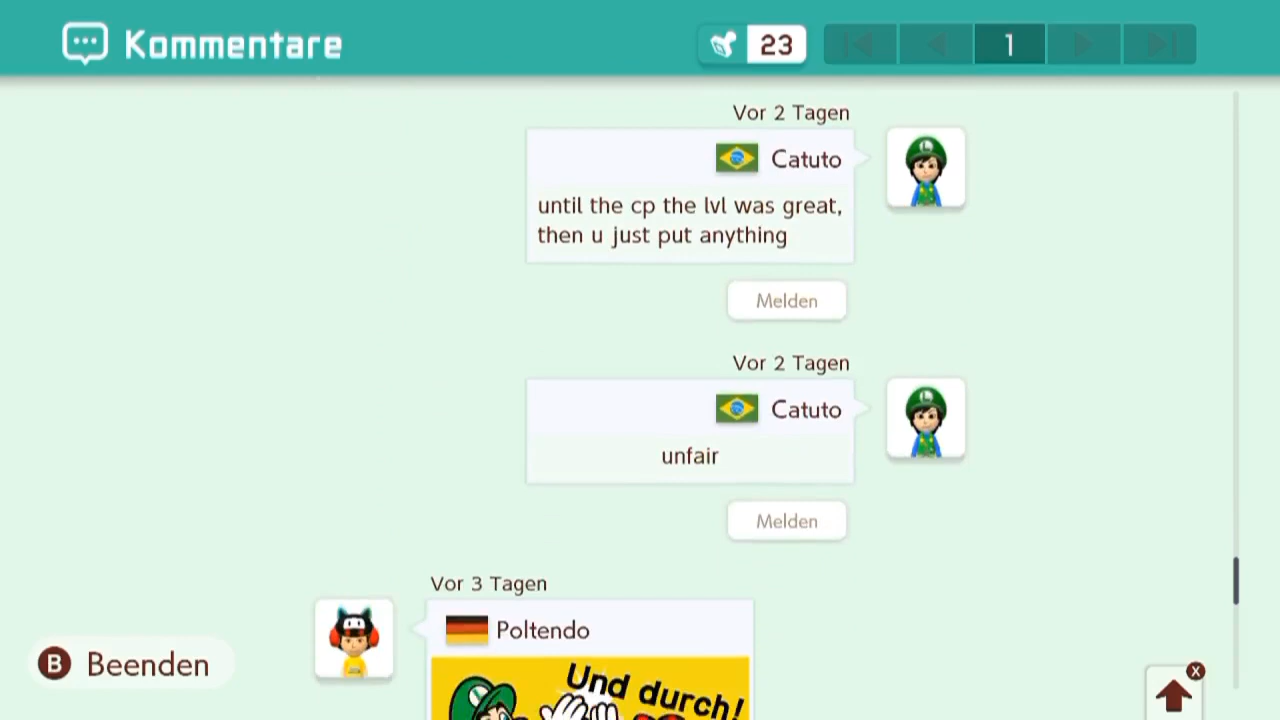 Kommentare
23
1
Vor 2 Tagen
Catuto
until the cp the lvl was great,
then u just put anything
Melden
Vor 2 Tagen
Catuto
unfair
Melden
Vor 3 Tagen
Poltendo
Und durch!
B Beenden
X
L
L